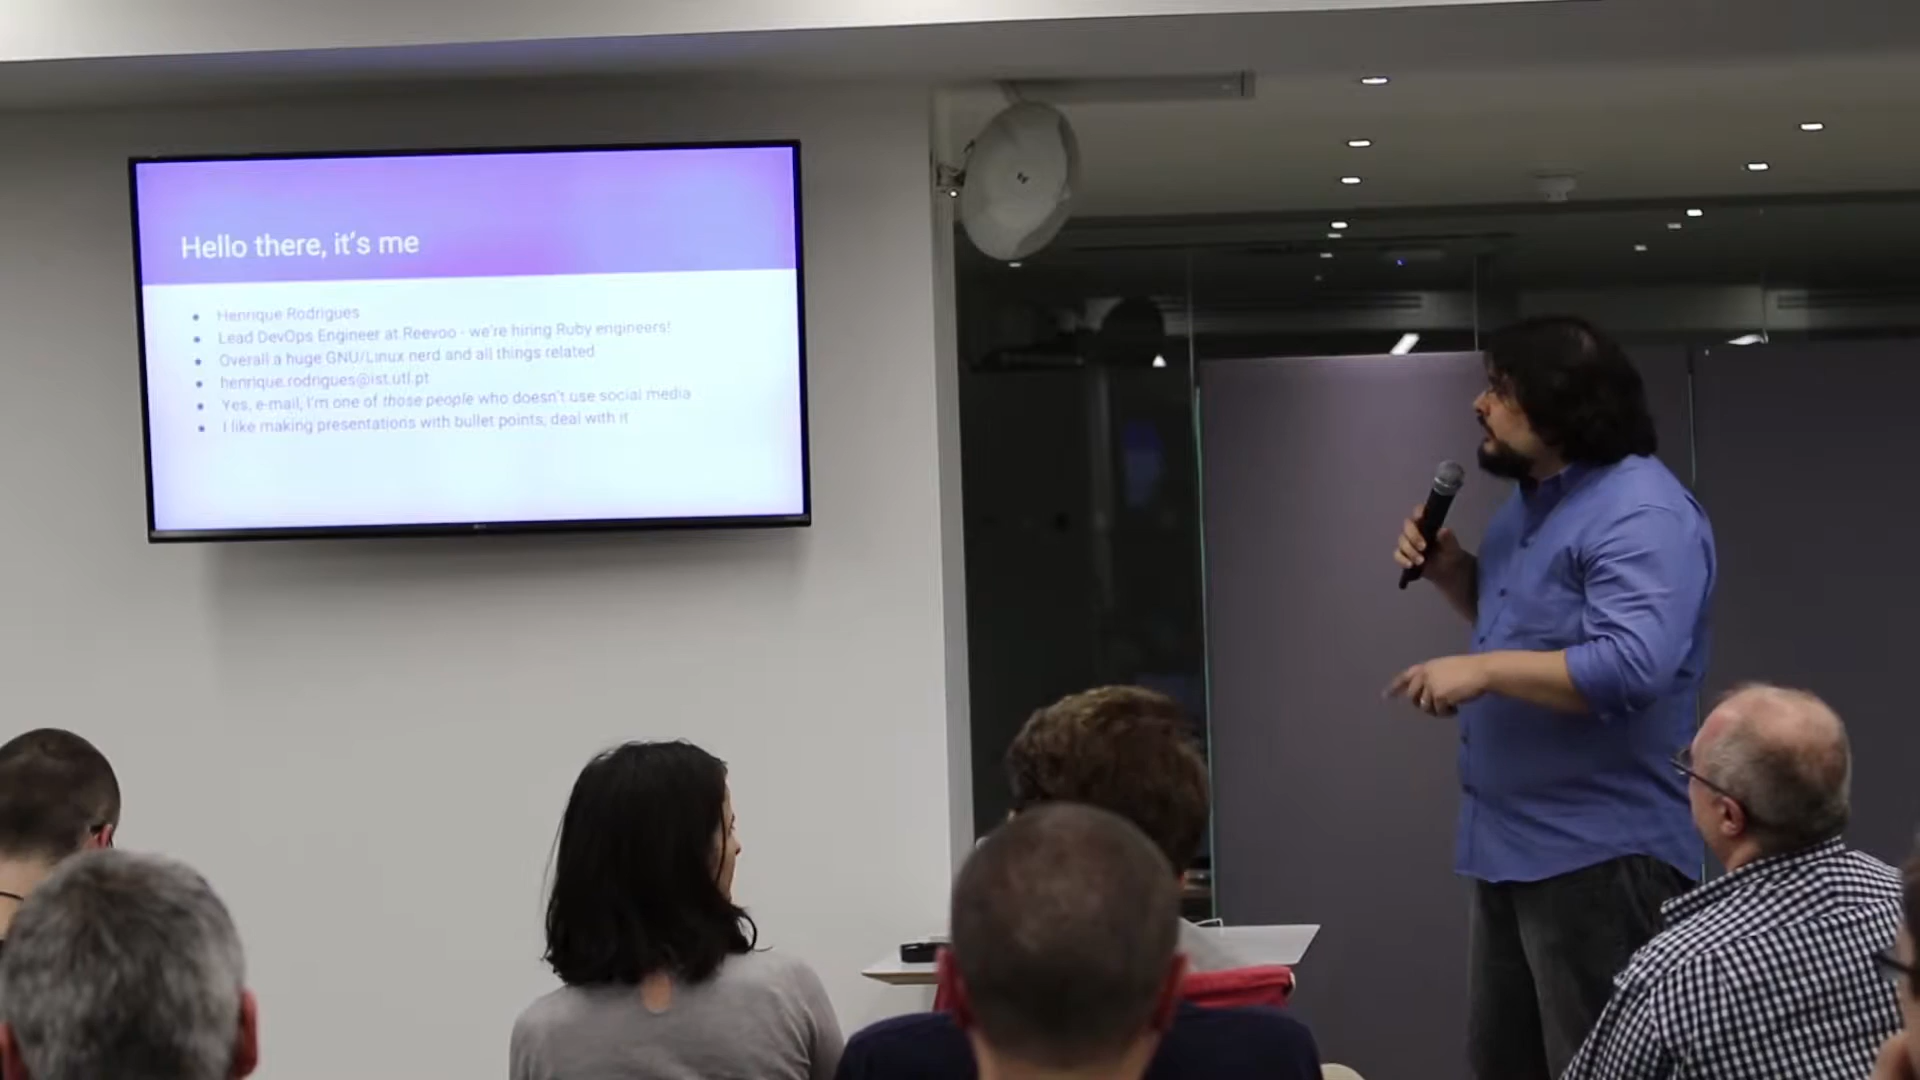 Hello there, it's me
Henrique Rodrigues
Lead DevOps Engineer at Reevoo - we're hiring Ruby engineers!
Overall a huge GNU/Linux nerd and all things related
henrique.rodrigues@ist.utl.pt
Yes, e-mail, I'm one of those people who doesn't use social media
I like making presentations with bullet points, deal with it